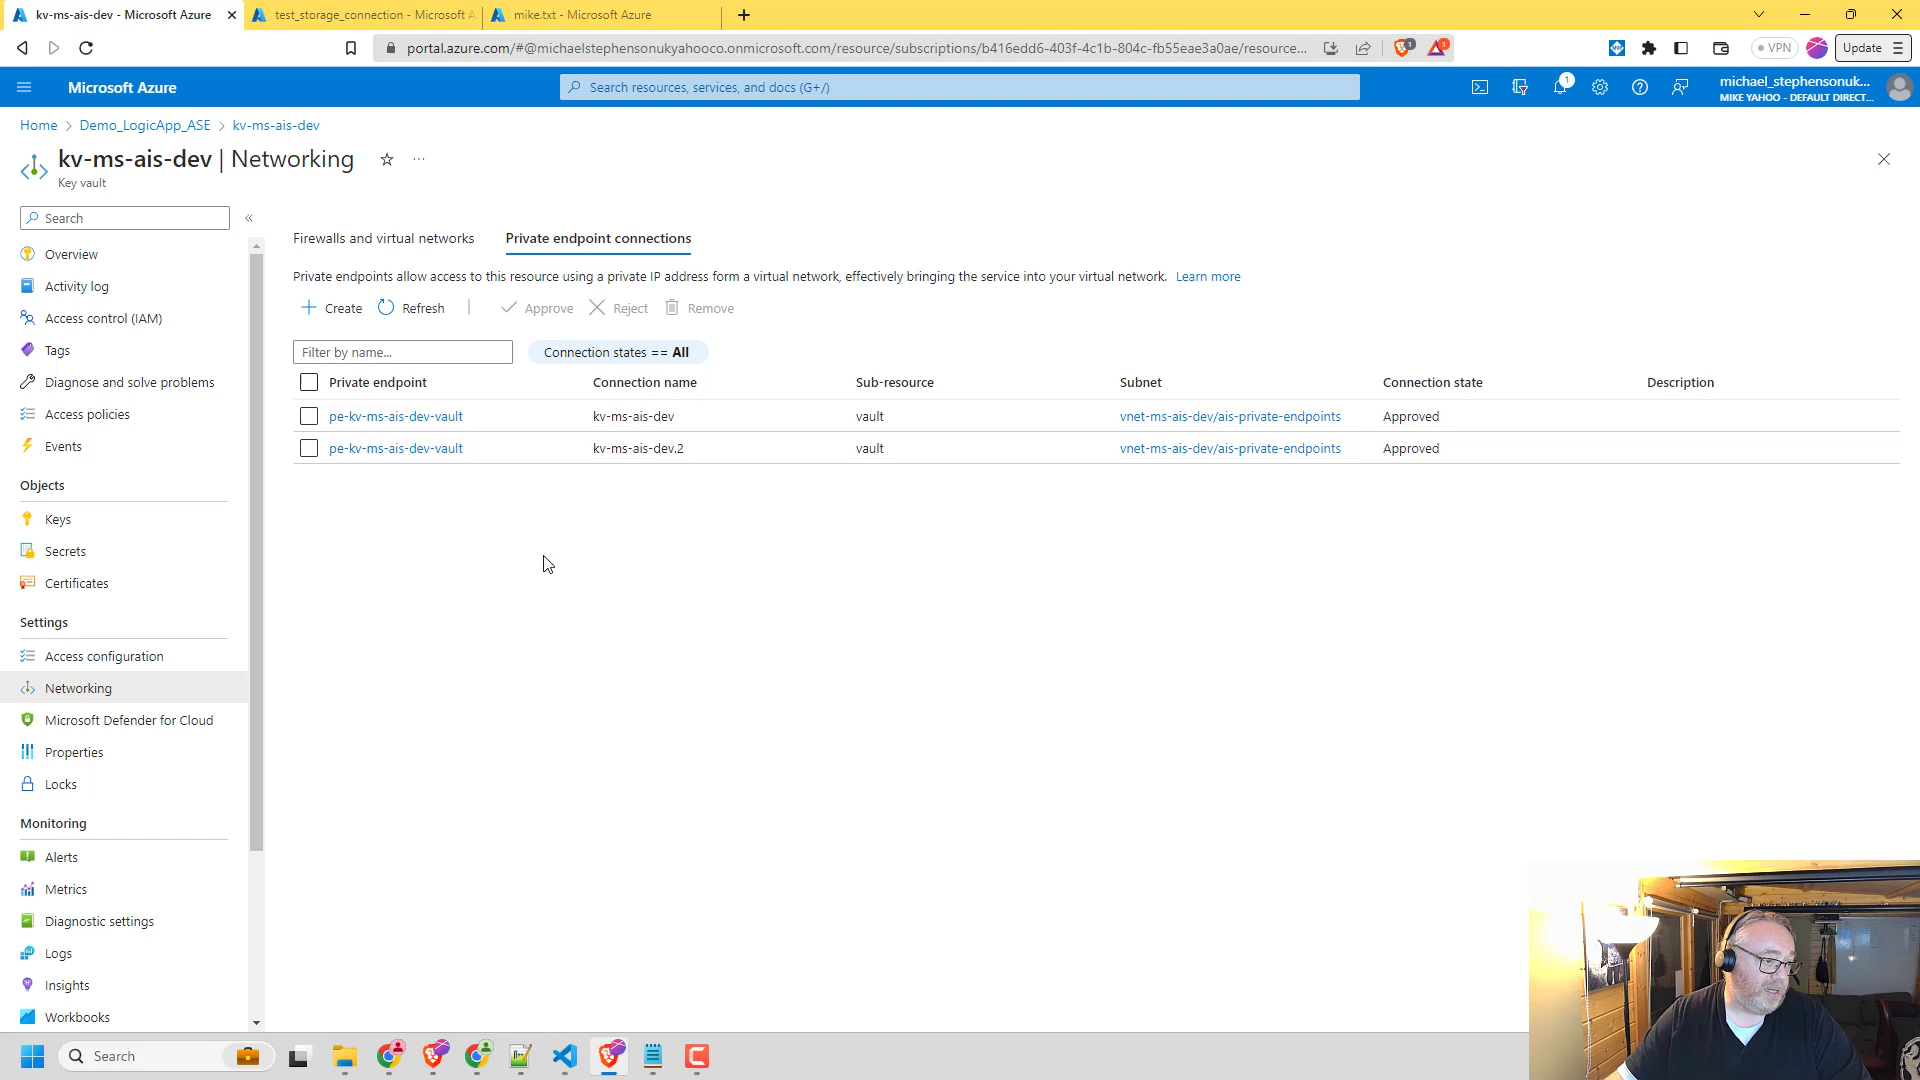 kv-ms-ais-dev - Microsoft Azure
test_storage_connection - Microsoft A
mike.txt - Microsoft Azure
portal.azure.com/#@michaelstephensonukyahooco.onmicrosoft.com/resource/subscriptions/b416edd6-403f-4c1b-804c-fb55eae3a0ae/resource...
1
1
VPN
Update
Microsoft Azure
Search resources, services, and docs (G+/)
1
michael_stephensonuk...
MIKE YAHOO - DEFAULT DIRECT...
Home > Demo_LogicApp_ASE > kv-ms-ais-dev
kv-ms-ais-dev | Networking
Key vault
Search
Overview
Activity log
Access control (IAM)
Tags
Diagnose and solve problems
Access policies
Events
Objects
Keys
Secrets
Certificates
Settings
Access configuration
Networking
Microsoft Defender for Cloud
Properties
Locks
Monitoring
Alerts
Metrics
Diagnostic settings
Logs
Insights
Workbooks
Firewalls and virtual networks Private endpoint connections
Private endpoints allow access to this resource using a private IP address form a virtual network, effectively bringing the service into your virtual network. Learn more
Create Refresh Approve Reject Remove
Filter by name... Connection states == All
Private endpoint Connection name Sub-resource Subnet Connection state Description
pe-kv-ms-ais-dev-vault kv-ms-ais-dev vault vnet-ms-ais-dev/ais-private-endpoints Approved
pe-kv-ms-ais-dev-vault kv-ms-ais-dev.2 vault vnet-ms-ais-dev/ais-private-endpoints Approved
Search